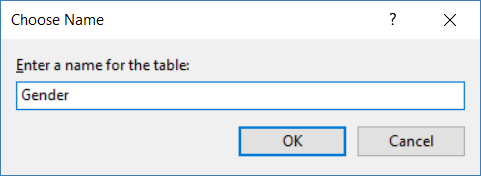 Choose Name
?
Enter a name for the table:
Gender
OK Cancel